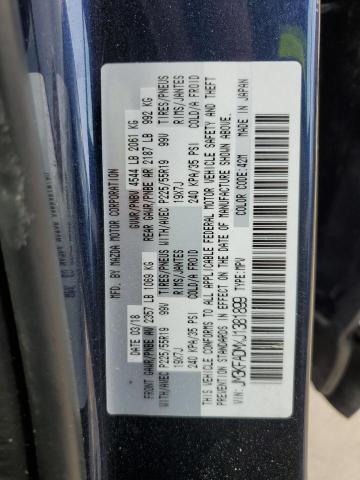 MFD. BY MAZDA MOTOR CORPORATION
DATE 03/18 GVWR/PNBV 4544 LB 2061 KG
FRONT GAWR/PNBE AV 2357 LB 1069 KG REAR GAWR/PNBE AR 2187 LB 992 KG
WITH/AVEC P225/55R19 99V TIRES/PNEUS WITH/AVEC P225/55R19 99V TIRES/PNEUS
19X7J RIMS/JANTES 19X7J RIMS/JANTES
240 KPA/35 PSI COLD/A FROID 240 KPA/35 PSI COLD/A FROID
THIS VEHICLE CONFORMS TO ALL APPLICABLE FEDERAL MOTOR VEHICLE SAFETY AND THEFT
PREVENTION STANDARDS IN EFFECT ON THE DATE OF MANUFACTURE SHOWN ABOVE.
COLOR CODE:42M MADE IN JAPAN
VIN: TYPE:MPV